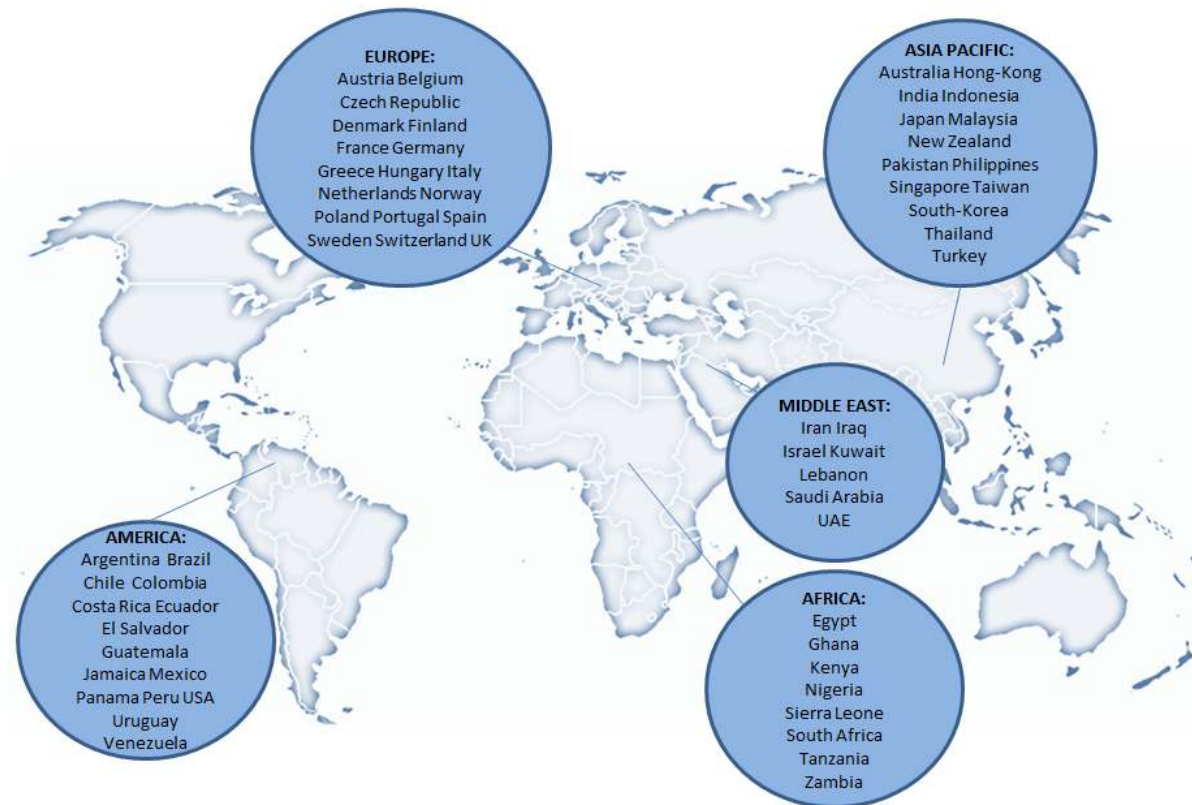 EUROPE:
Austria Belgium
Czech Republic
Denmark Finland
France Germany
Greece Hungary Italy
Netherlands Norway
Poland Portugal Spain
Sweden Switzerland UK
ASIA PACIFIC:
Australia Hong-Kong
India Indonesia
Japan Malaysia
New Zealand
Pakistan Philippines
Singapore Taiwan
South-Korea
Thailand
Turkey
MIDDLE EAST:
Iran Iraq
Israel Kuwait
Lebanon
Saudi Arabia
UAE
AMERICA:
Argentina Brazil
Chile Colombia
Costa Rica Ecuador
El Salvador
Guatemala
Jamaica Mexico
Panama Peru USA
Uruguay
Venezuela
AFRICA:
Egypt
Ghana
Kenya
Nigeria
Sierra Leone
South Africa
Tanzania
Zambia